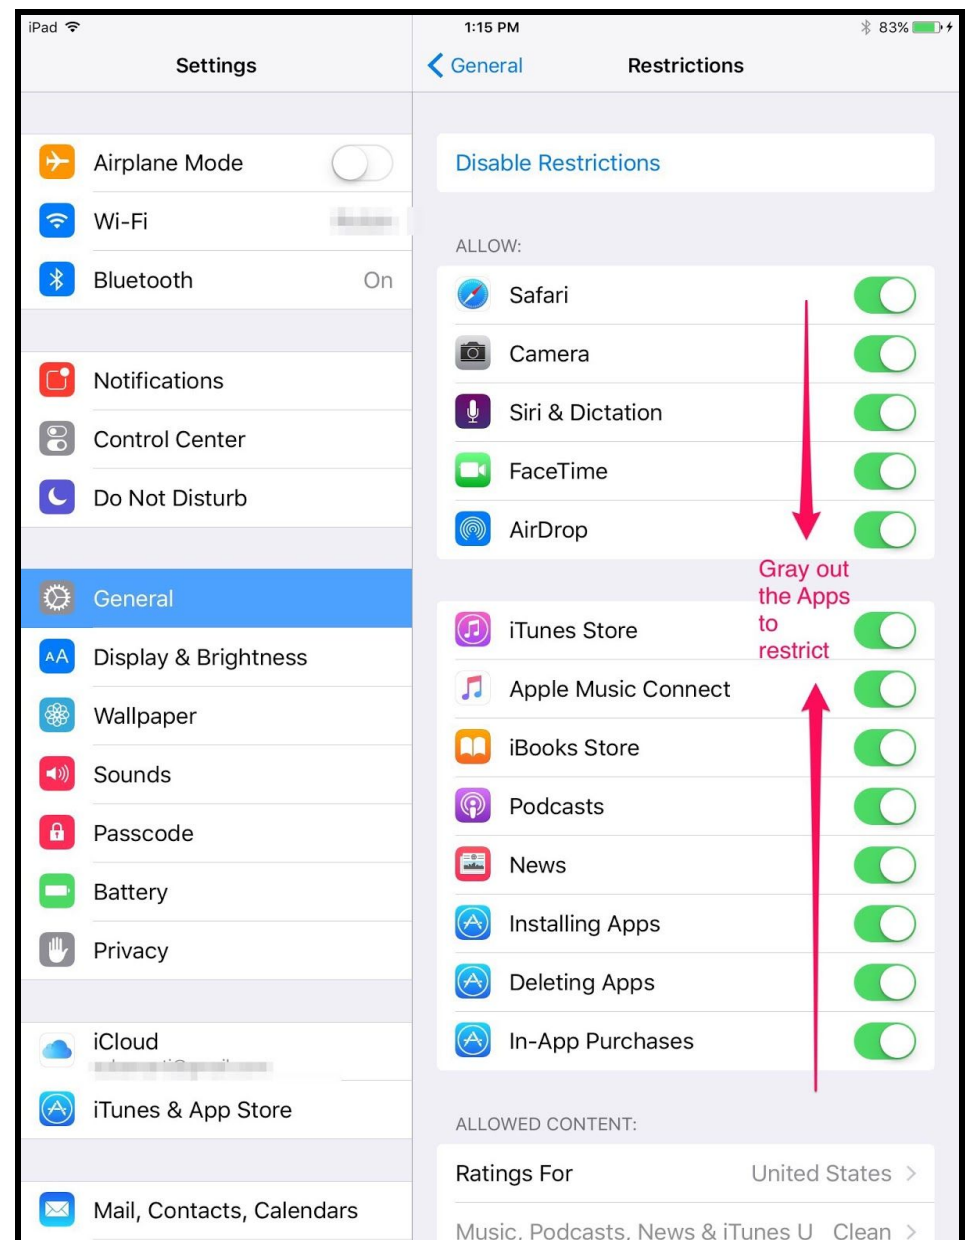 iPad 1:15 PM 83%
Settings
General Restrictions
Airplane Mode
Wi-Fi
Bluetooth On
Notifications
Control Center
Do Not Disturb
General
AA Display & Brightness
Wallpaper
Sounds
Passcode
Battery
Privacy
iCloud
iTunes & App Store
Mail, Contacts, Calendars
Disable Restrictions
ALLOW:
Safari
Camera
Siri & Dictation
FaceTime
AirDrop
Gray out
the Apps
to
restrict
iTunes Store
Apple Music Connect
iBooks Store
Podcasts
News
Installing Apps
Deleting Apps
In-App Purchases
ALLOWED CONTENT:
Ratings For United States
Music, Podcasts, News & iTunes U Clean